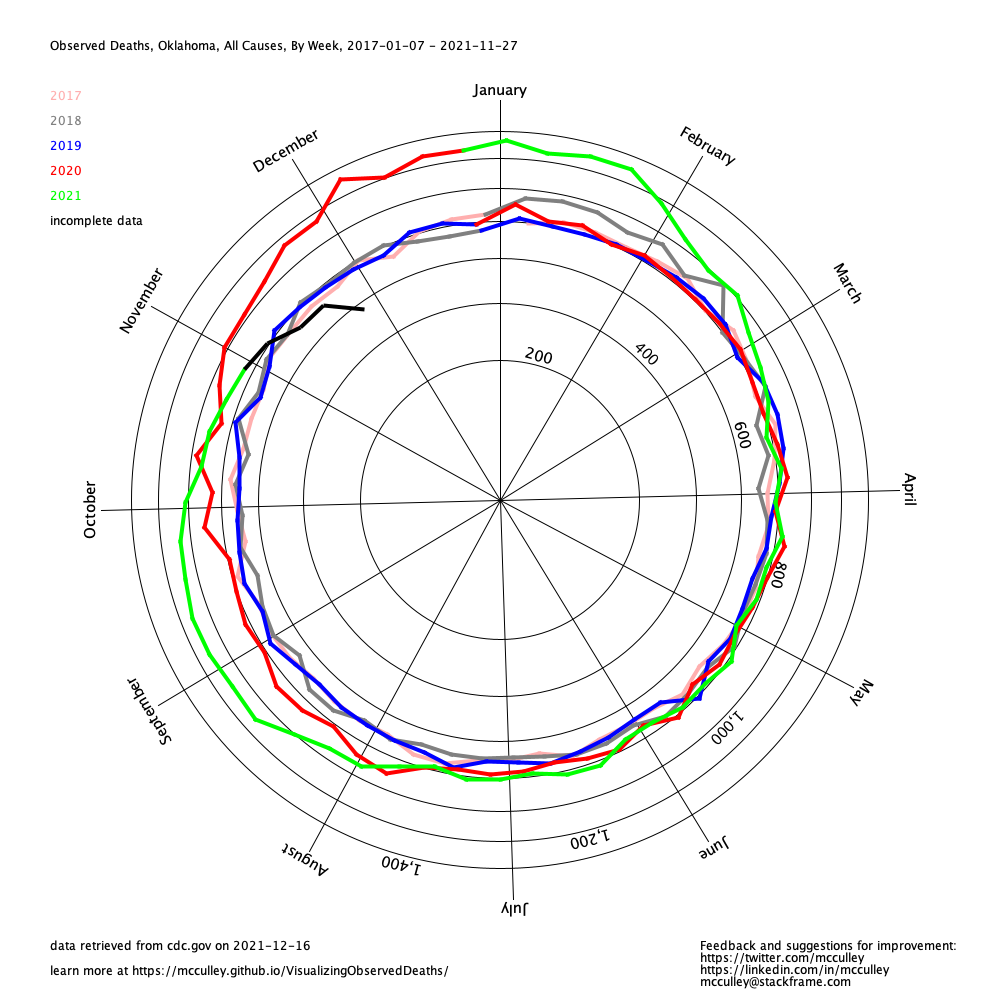 Observed Deaths, Oklahoma, All Causes, By Week, 2017-01-07 - 2021-11-27
2017
2018
2019
2020
2021
incomplete data
January
February
March
April
May
June
July
August
September
October
November
December
200
400
600
800
1,000
1,200
1,400
data retrieved from cdc.gov on 2021-12-16
learn more at https://mcculley.github.io/VisualizingObservedDeaths/
Feedback and suggestions for improvement:
https://twitter.com/mcculley
https://linkedin.com/in/mcculley
mcculley@stackframe.com